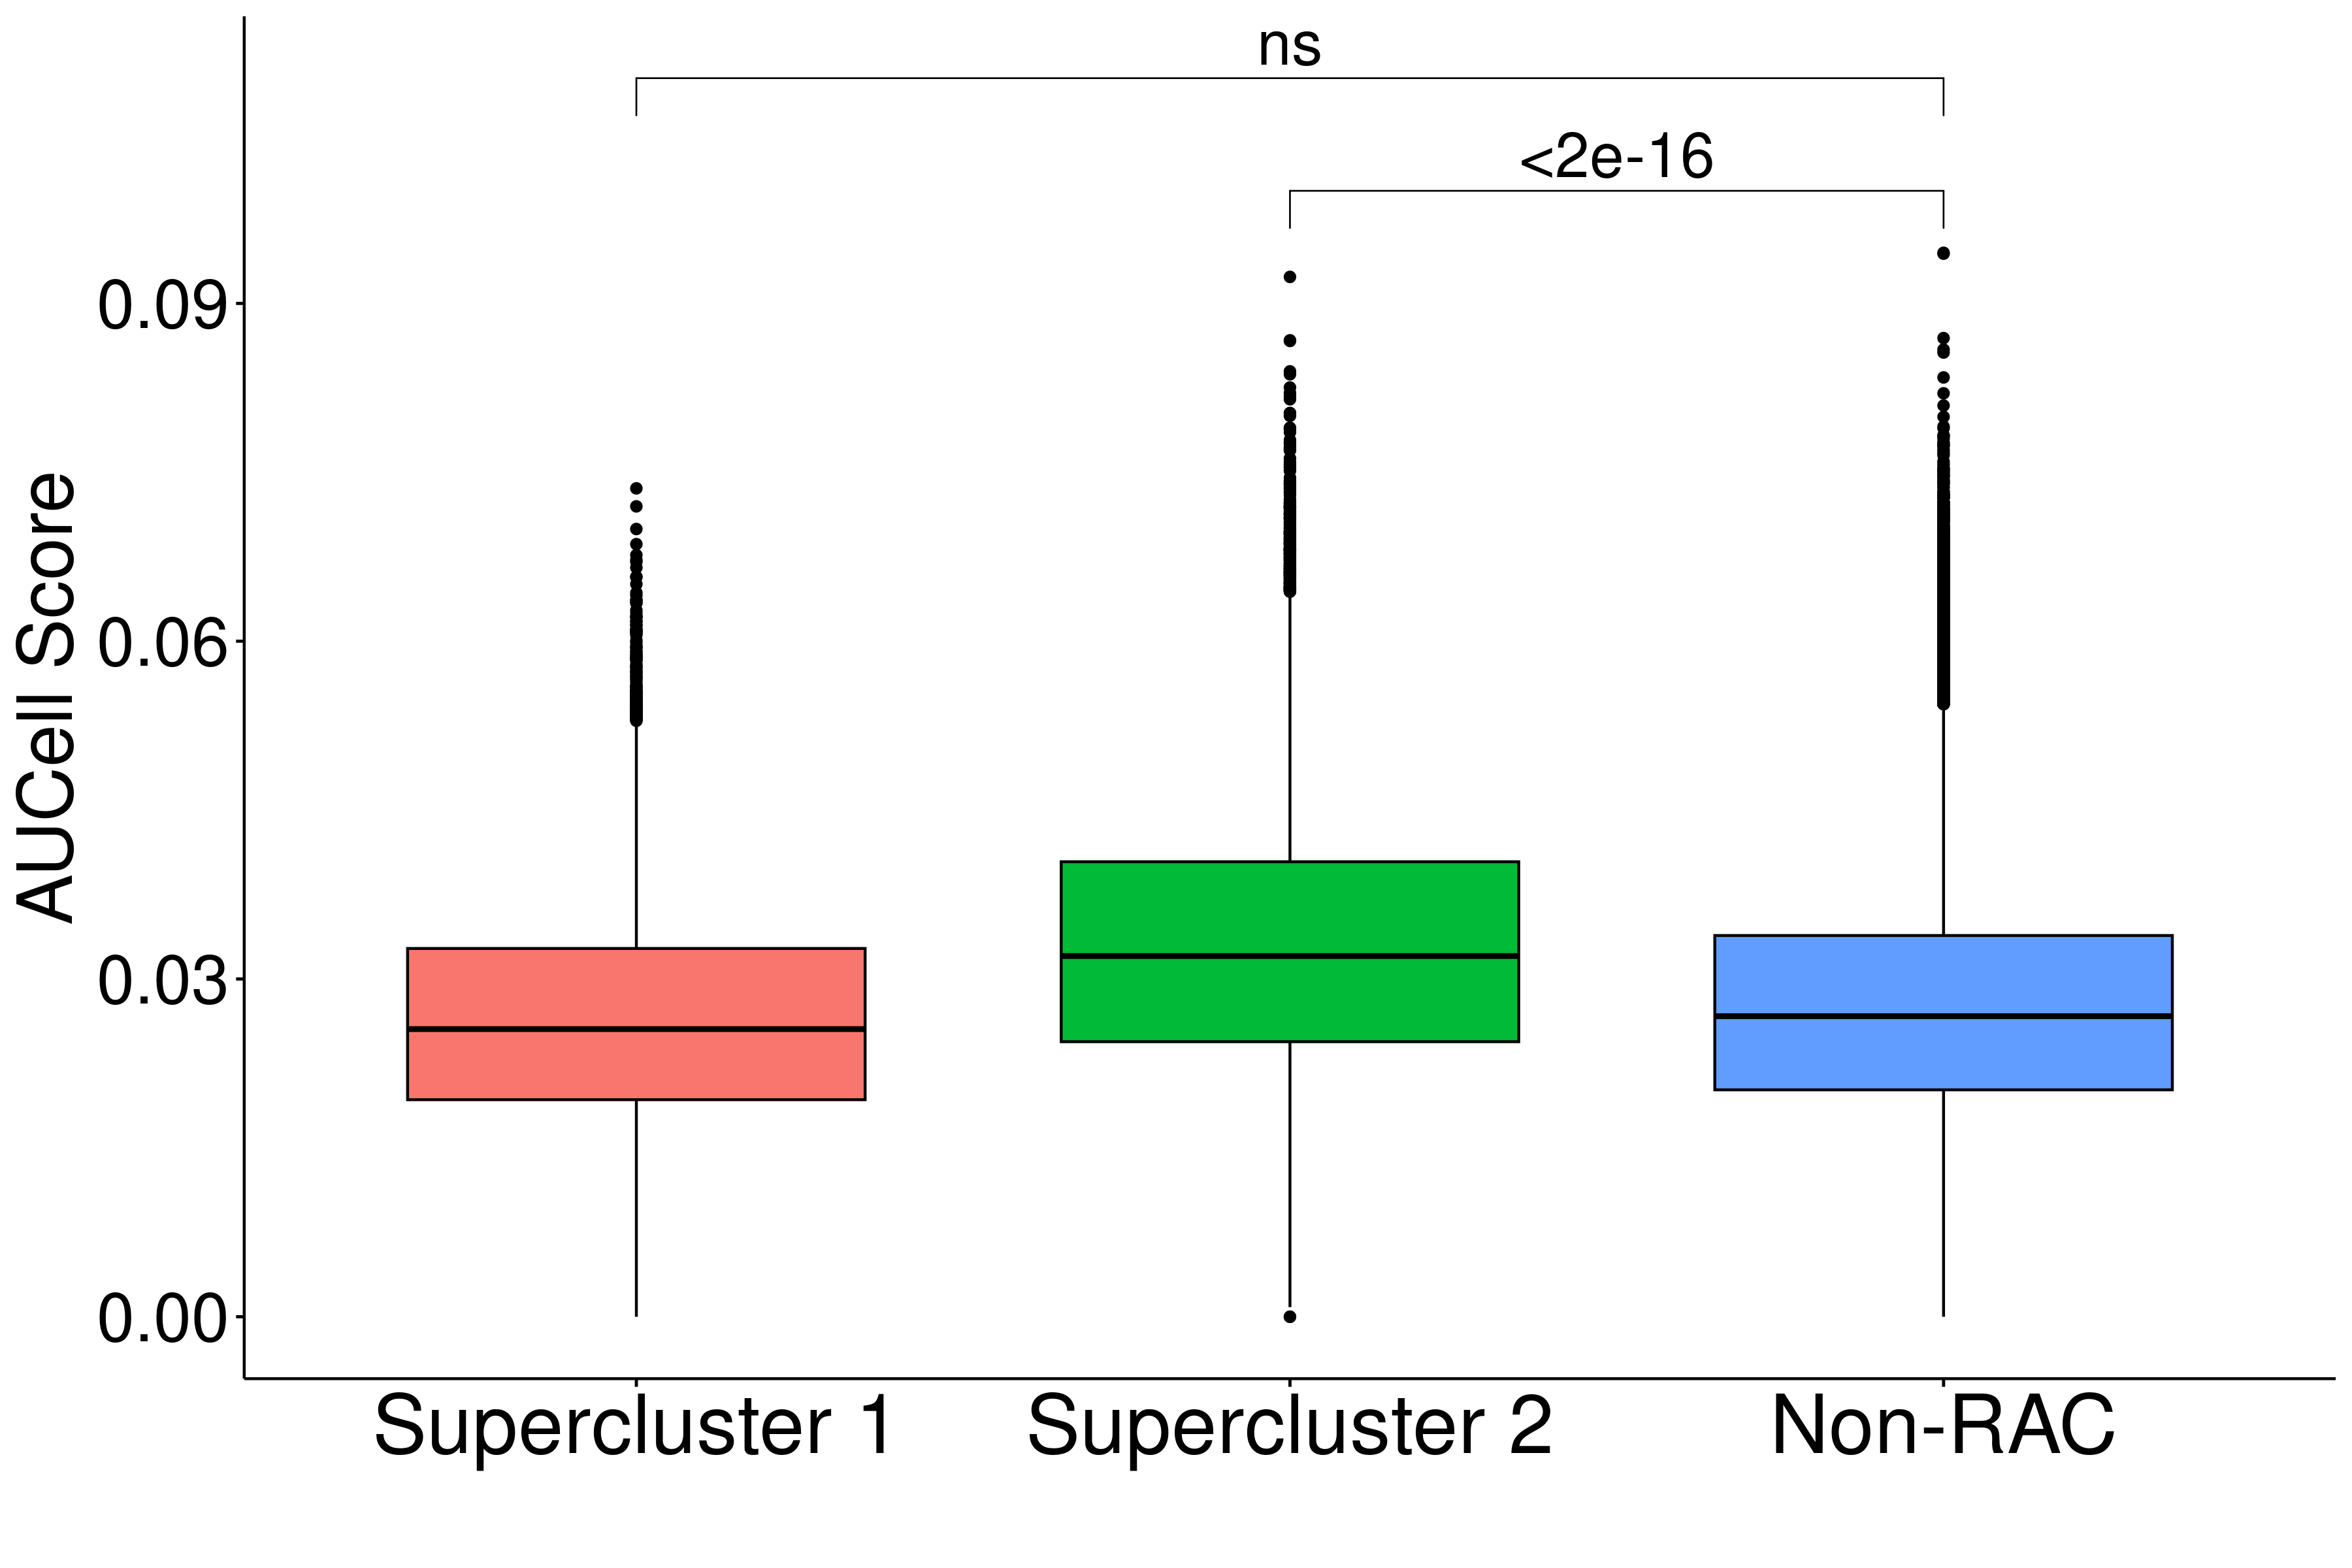 ns
<2e-16
0.09
0.06
0.03
0.00
AUCell Score
Supercluster 1
Supercluster 2
Non-RAC